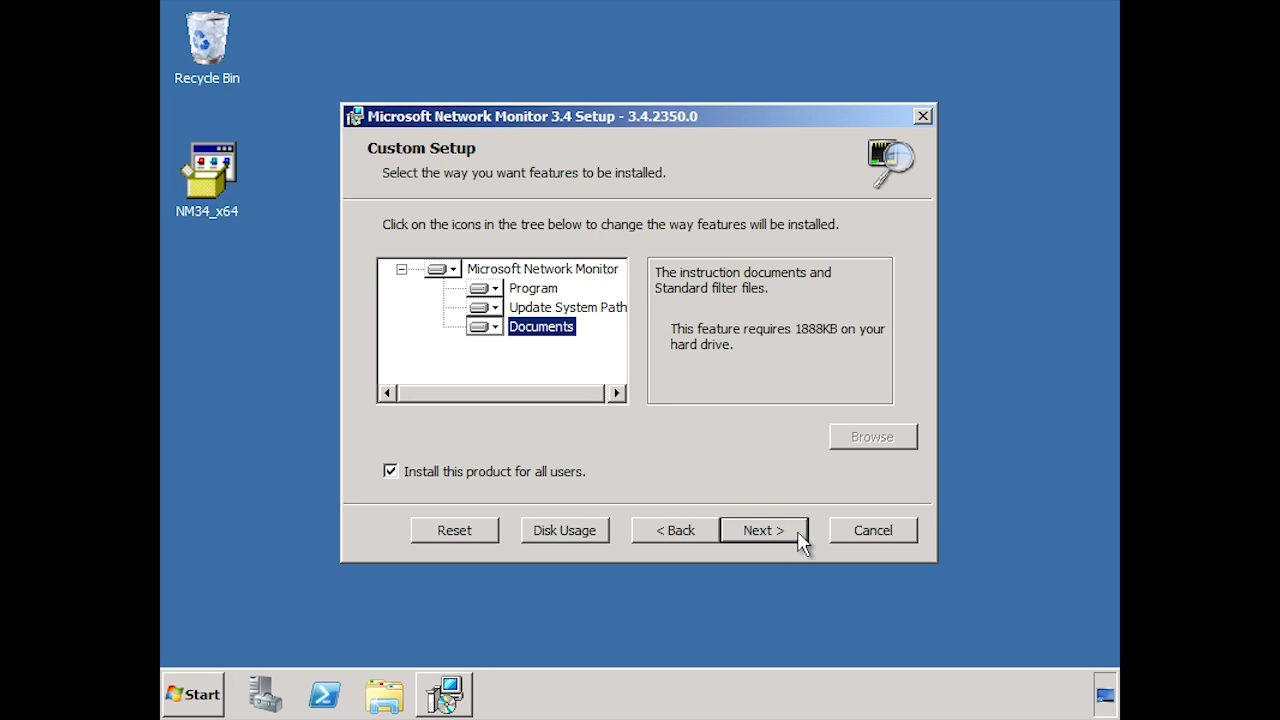 Recycle Bin
NM34_x64
Microsoft Network Monitor 3.4 Setup - 3.4.2350.0
Custom Setup
Select the way you want features to be installed.
Click on the icons in the tree below to change the way features will be installed.
Microsoft Network Monitor
Program
Update System Path
Documents
The instruction documents and
Standard filter files.
This feature requires 1888KB on your
hard drive.
Browse
Install this product for all users.
Reset
Disk Usage
< Back
Next >
Cancel
Start